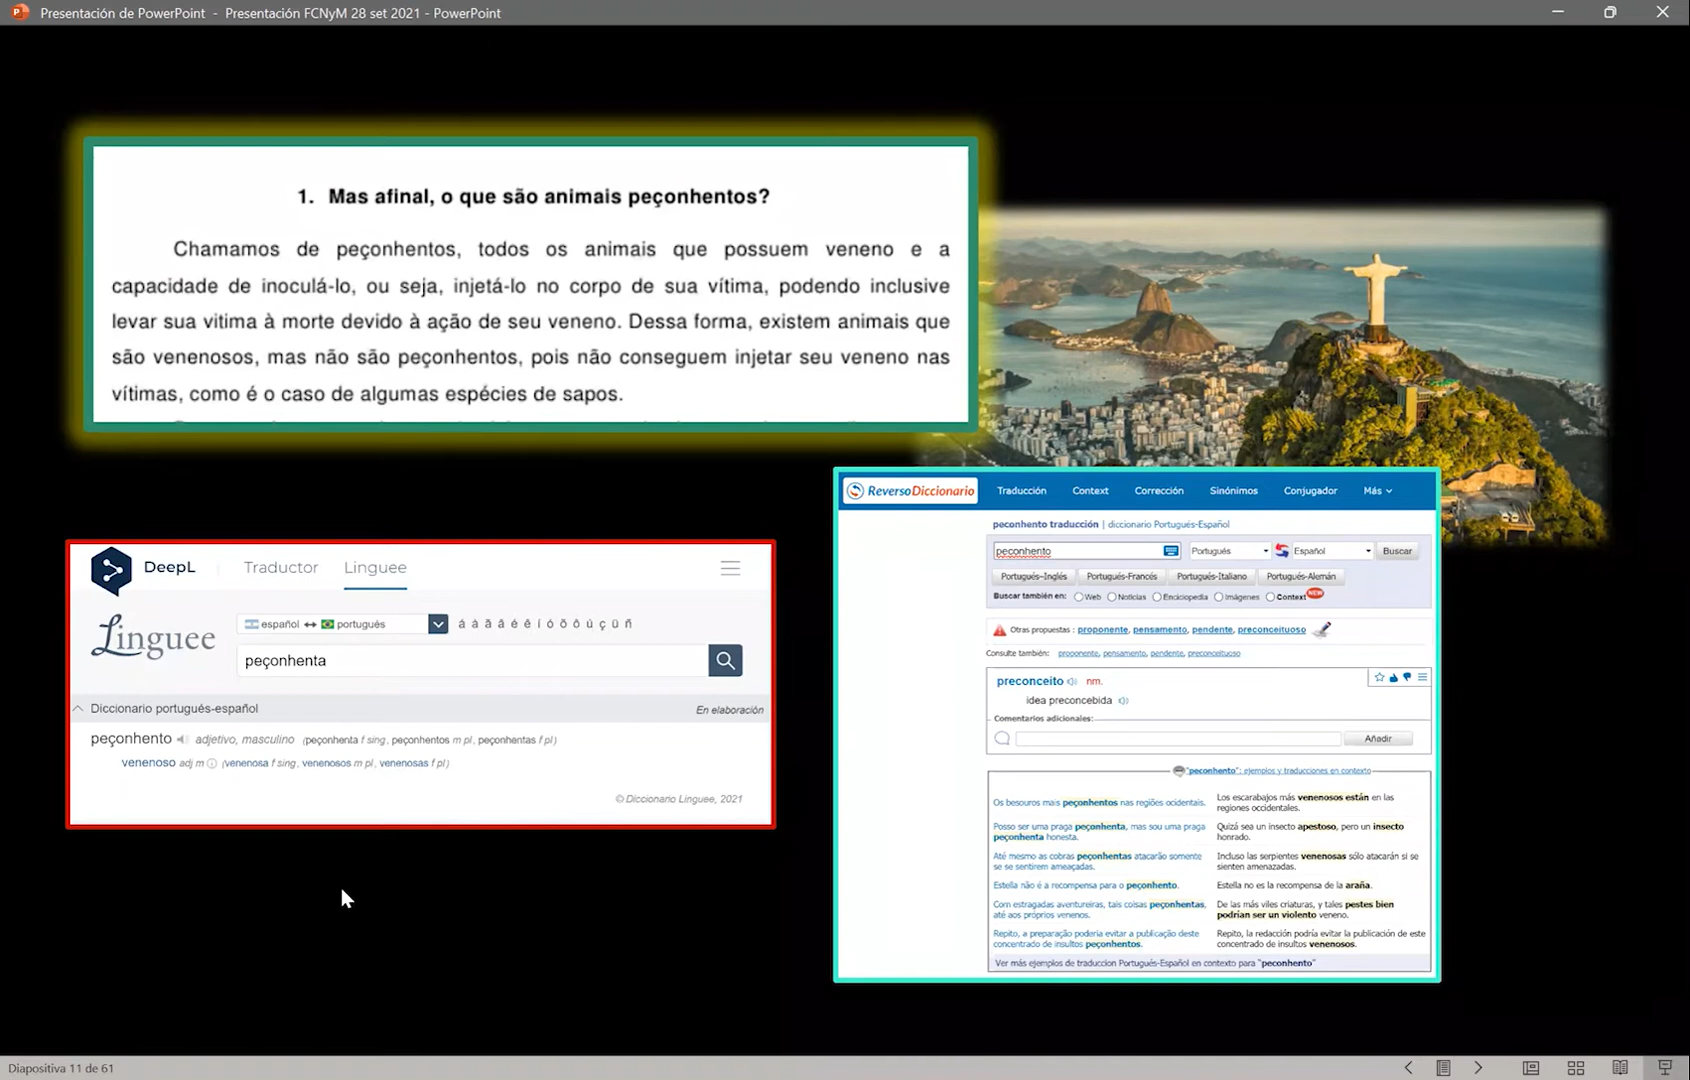 Presentación de PowerPoint - Presentación FCNyM 28 set 2021 - PowerPoint
1. Mas afinal, o que são animais peçonhentos?
Chamamos de peçonhentos, todos os animais que possuem veneno e a
capacidade de inoculá-lo, ou seja, injetá-lo no corpo de sua vítima, podendo inclusive
levar sua vitima à morte devido à ação de seu veneno. Dessa forma, existem animais que
são venenosos, mas não são peçonhentos, pois não conseguem injetar seu veneno nas
vítimas, como é o caso de algumas espécies de sapos.
DeepL Traductor Linguee
Linguee
español ↔ portugués á à ã â é ê í ó õ ô ú ç ü ñ
peçonhenta
Diccionario portugués-español En elaboración
peçonhento adjetivo, masculino (peçonhenta f sing, peçonhentos m pl, peçonhentas f pl)
venenoso adj m (venenosa f sing, venenosos m pl, venenosas f pl)
© Diccionario Linguee, 2021
ReversoDiccionario Traducción Context Corrección Sinónimos Conjugador Más
peconhento traducción | diccionario Portugués-Español
peconhento Portugués Español Buscar
Portugués-Inglés Portugués-Francés Portugués-Italiano Portugués-Alemán
Buscar también en: Web Noticias Enciclopedia Imágenes Context NEW
Otras propuestas : proponente, pensamento, pendente, preconceituoso
Consulte también: proponente, pensamento, pendente, preconceituoso
preconceito nm.
idea preconcebida
Comentarios adicionales:
Añadir
"peconhento": ejemplos y traducciones en contexto
Os besouros mais peçonhentos nas regiões ocidentais.
Los escarabajos más venenosos están en las
regiones occidentales.
Posso ser uma praga peçonhenta, mas sou uma praga
peçonhenta honesta.
Quizá sea un insecto apestoso, pero un insecto
honrado.
Até mesmo as cobras peçonhentas atacarão somente
se se sentirem ameaçadas.
Incluso las serpientes venenosas sólo atacarán si se
sienten amenazadas.
Estella não é a recompensa para o peçonhento.
Estella no es la recompensa de la araña.
Com estragadas aventureiras, tais coisas peçonhentas,
até aos próprios venenos.
De las más viles criaturas, y tales pestes bien
podrían ser un violento veneno.
Repito, a preparação poderia evitar a publicação deste
concentrado de insultos peçonhentos.
Repito, la redacción podría evitar la publicación de este
concentrado de insultos venenosos.
Ver más ejemplos de traduccion Portugués-Español en contexto para "peconhento"
Diapositiva 11 de 61